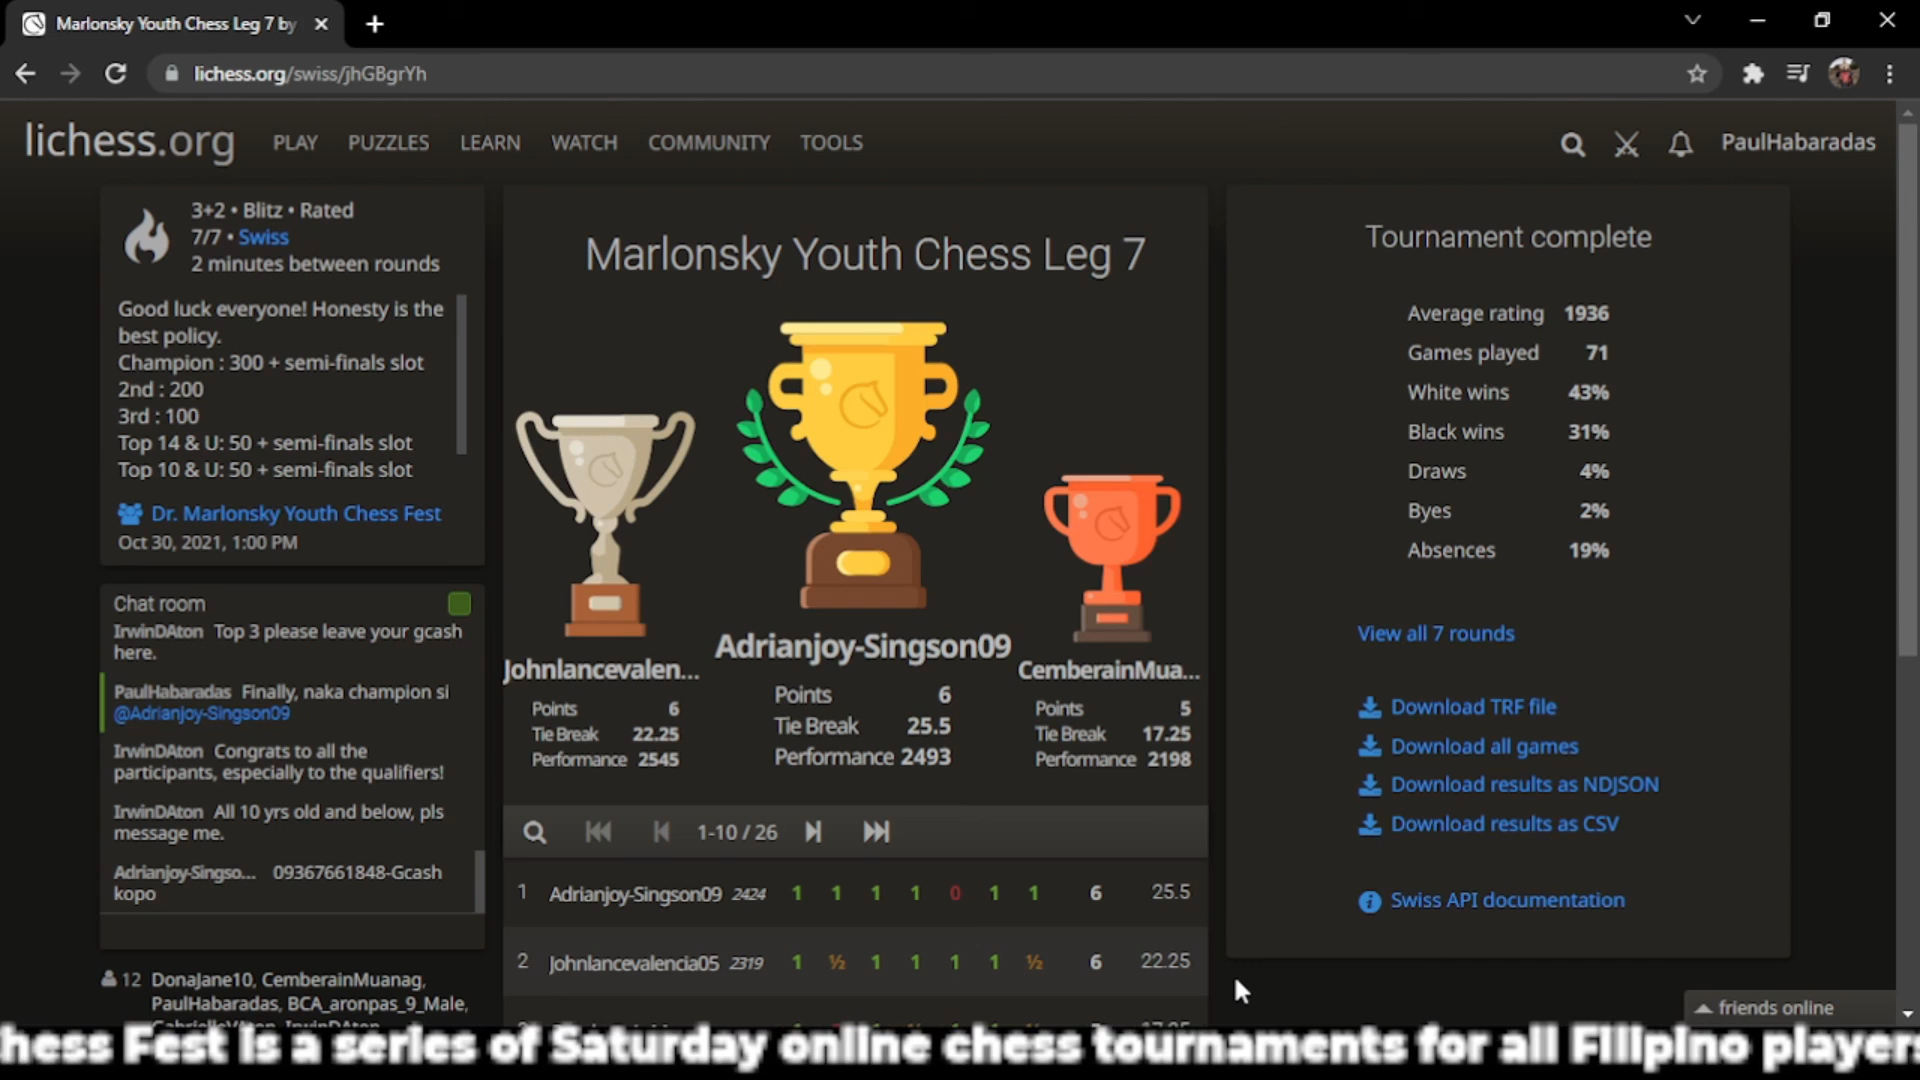 Marlonsky Youth Chess Leg 7 by
lichess.org/swiss/jhGBgrYh
lichess.org PLAY PUZZLES LEARN WATCH COMMUNITY TOOLS PaulHabaradas
3+2 • Blitz • Rated
7/7 • Swiss
2 minutes between rounds
Good luck everyone! Honesty is the
best policy.
Champion : 300 + semi-finals slot
2nd : 200
3rd : 100
Top 14 & U: 50 + semi-finals slot
Top 10 & U: 50 + semi-finals slot
Dr. Marlonsky Youth Chess Fest
Oct 30, 2021, 1:00 PM
Chat room
IrwinDAton Top 3 please leave your gcash
here.
PaulHabaradas Finally, naka champion si
@Adrianjoy-Singson09
IrwinDAton Congrats to all the
participants, especially to the qualifiers!
IrwinDAton All 10 yrs old and below, pls
message me.
Adrianjoy-Singso... 09367661848-Gcash
kopo
12 DonaJane10, CemberainMuanag,
PaulHabaradas, BCA_aronpas_9_Male,
Marlonsky Youth Chess Leg 7
Johnlancevalen...
Points 6
Tie Break 22.25
Performance 2545
Adrianjoy-Singson09
Points 6
Tie Break 25.5
Performance 2493
CemberainMua...
Points 5
Tie Break 17.25
Performance 2198
1-10 / 26
1 Adrianjoy-Singson09 2424 1 1 1 1 0 1 1 6 25.5
2 Johnlancevalencia05 2319 1 ½ 1 1 1 1 ½ 6 22.25
Tournament complete
Average rating 1936
Games played 71
White wins 43%
Black wins 31%
Draws 4%
Byes 2%
Absences 19%
View all 7 rounds
Download TRF file
Download all games
Download results as NDJSON
Download results as CSV
Swiss API documentation
friends online
hess Fest is a series of Saturday online chess tournaments for all Filipino players